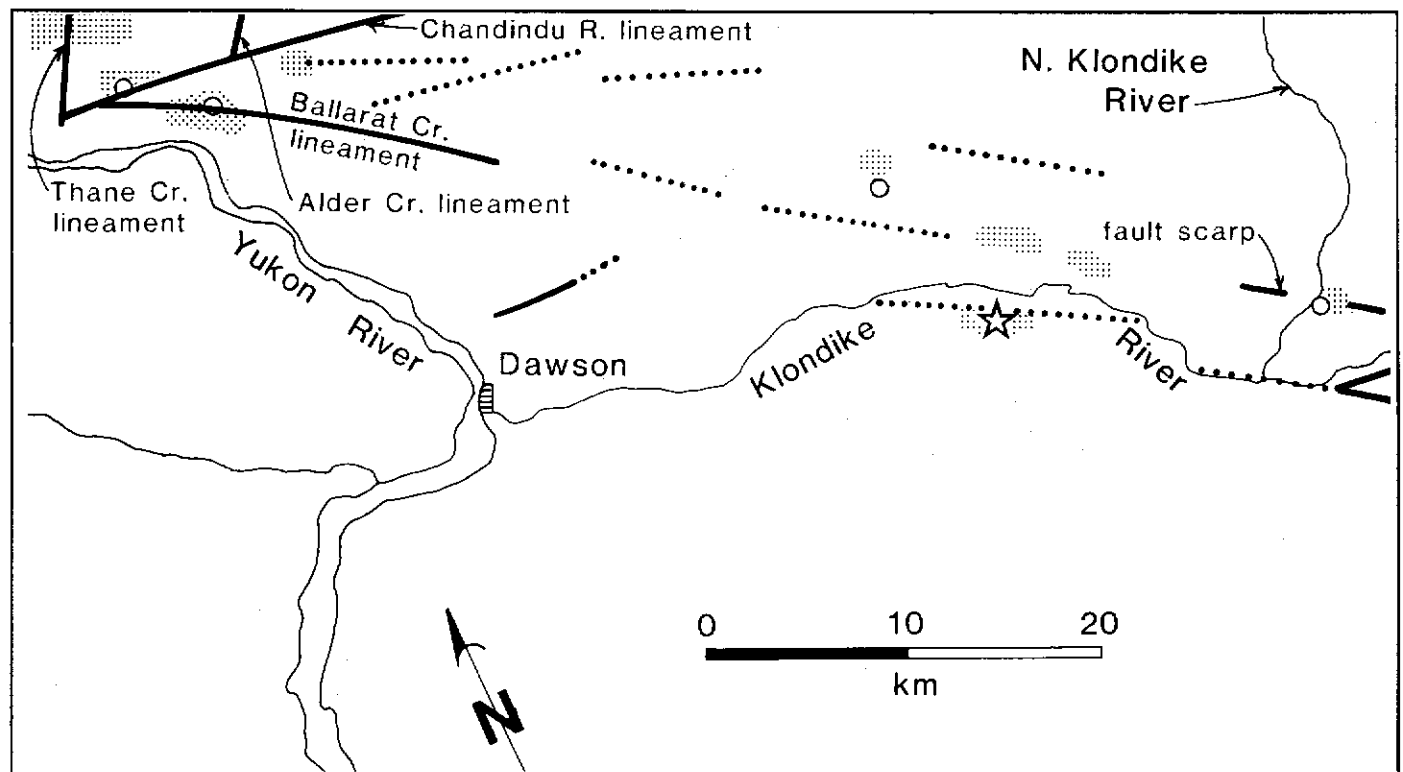 Chandindu R. lineament
N. Klondike
River
Ballarat Cr.
lineament
Thane Cr.
lineament
Alder Cr. lineament
fault scarp
Yukon
River
Dawson
Klondike
River
0 10 20
km
N